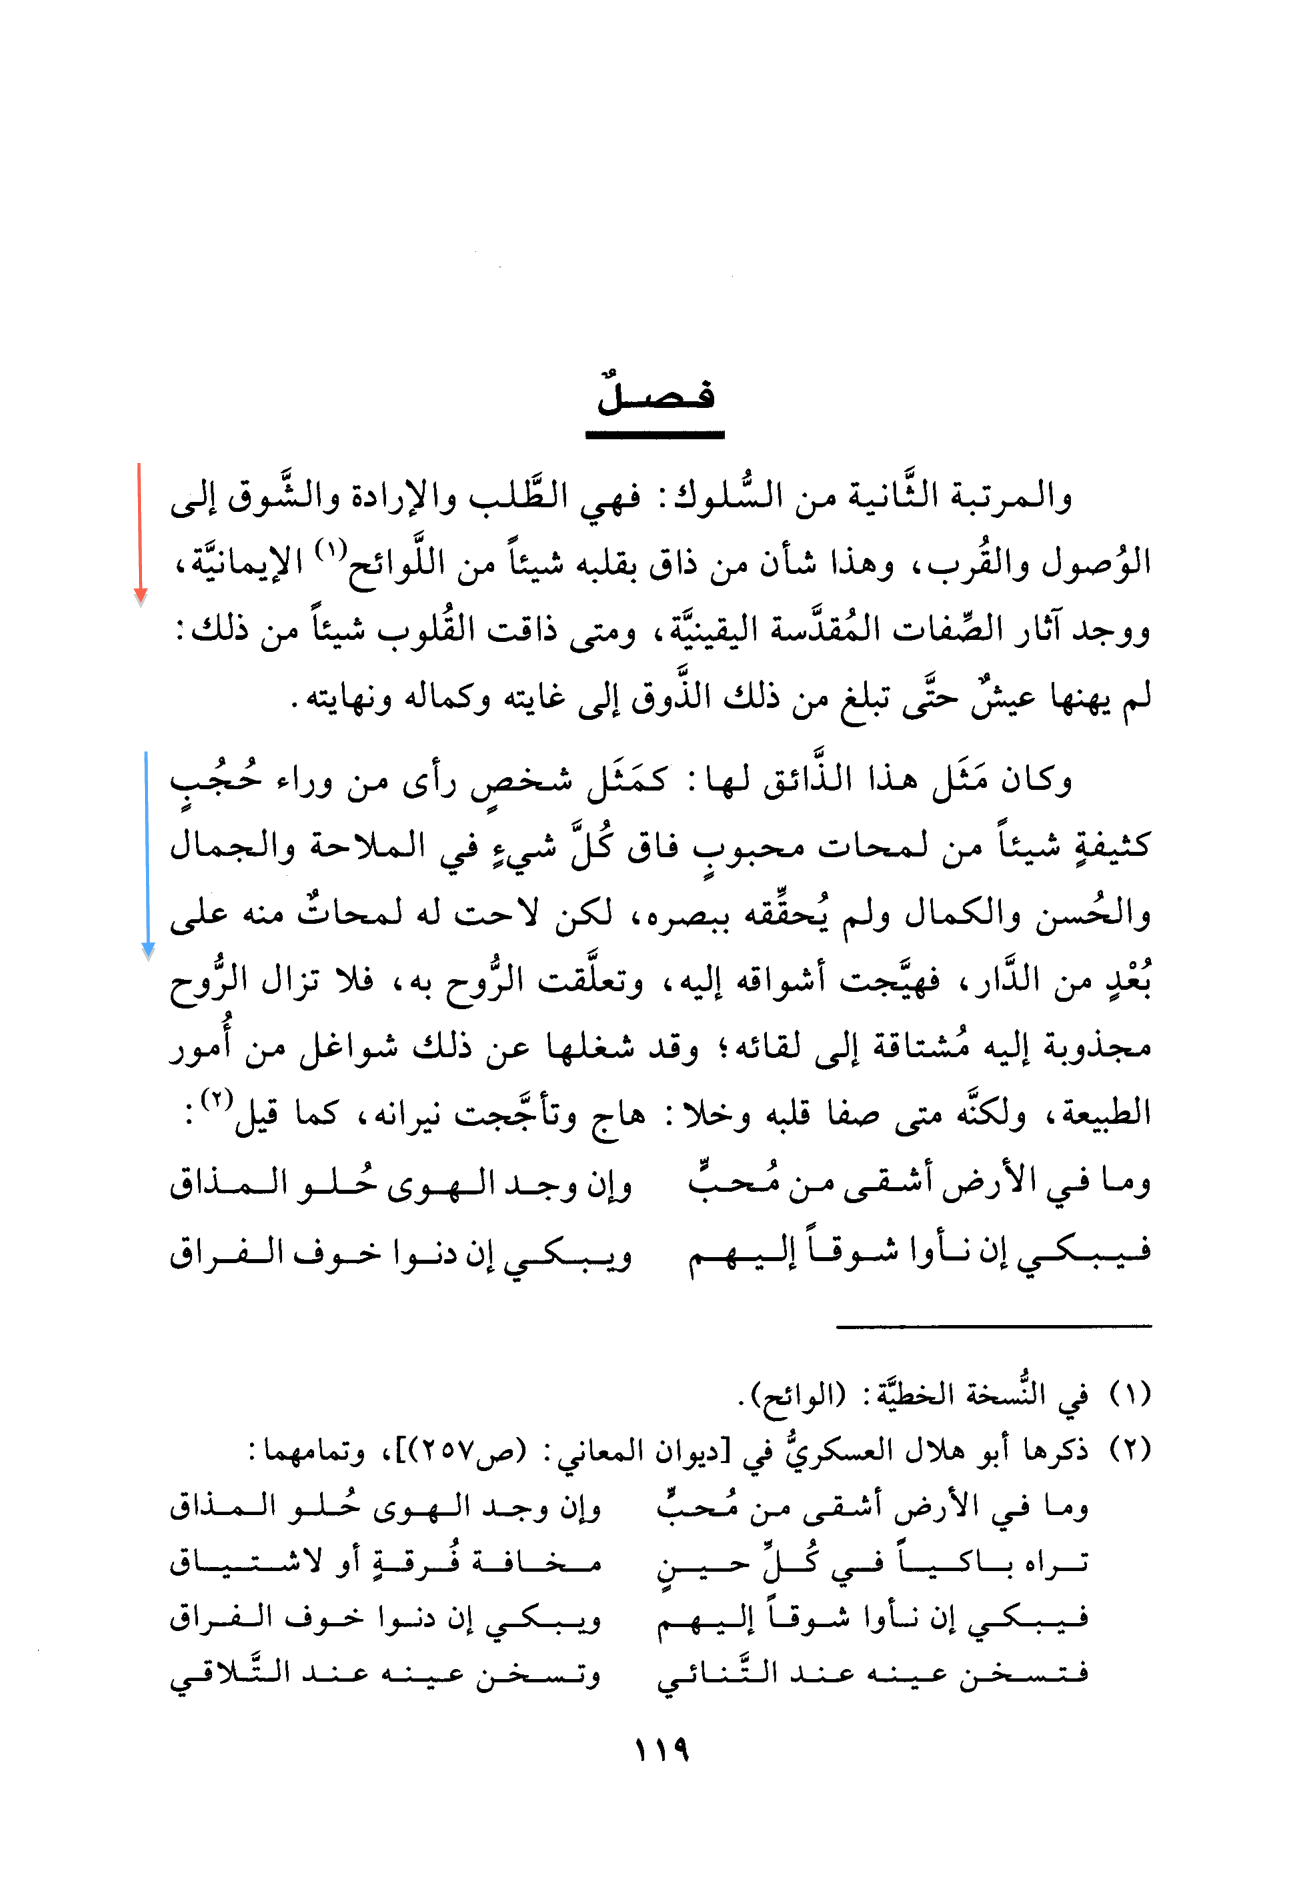 فصلٌ
والمرتبة الثَّانية من السُّلوك: فهي الطَّلب والإرادة والشَّوق إلى
الوُصول والقُرب، وهذا شأن من ذاق بقلبه شيئاً من اللَّوائح(١) الإيمانيَّة،
ووجد آثار الصِّفات المُقدَّسة اليقينيَّة، ومتى ذاقت القُلوب شيئاً من ذلك:
لم يهنها عيشٌ حتَّى تبلغ من ذلك الذَّوق إلى غايته وكماله ونهايته.
وكان مَثَل هذا الذَّائق لها: كمَثَل شخصٍ رأى من وراء حُجُبٍ
كثيفةٍ شيئاً من لمحات محبوبٍ فاق كُلَّ شيءٍ في الملاحة والجمال
والحُسن والكمال ولم يُحقِّقه ببصره، لكن لاحت له لمحاتٌ منه على
بُعْدٍ من الدَّار، فهيَّجت أشواقه إليه، وتعلَّقت الرُّوح به، فلا تزال الرُّوح
مجذوبة إليه مُشتاقة إلى لقائه؛ وقد شغلها عن ذلك شواغل من أُمور
الطبيعة، ولكنَّه متى صفا قلبه وخلا: هاج وتأجَّجت نيرانه، كما قيل(٢):
وما في الأرض أشقى من مُحبٍّ وإن وجد الهوى حُلو المذاق
فيبكي إن نأوا شوقاً إليهم ويبكي إن دنوا خوف الفراق
(١) في النُّسخة الخطيَّة: (الوائح).
(٢) ذكرها أبو هلال العسكريُّ في [ديوان المعاني: (ص٢٥٧)]، وتمامهما:
وما في الأرض أشقى من مُحبٍّ وإن وجد الهوى حُلو المذاق
تراه باكياً في كُلِّ حينٍ مخافة فُرقةٍ أو لاشتياق
فيبكي إن نأوا شوقاً إليهم ويبكي إن دنوا خوف الفراق
فتسخن عينه عند التَّنائي وتسخن عينه عند التَّلاقي
١١٩